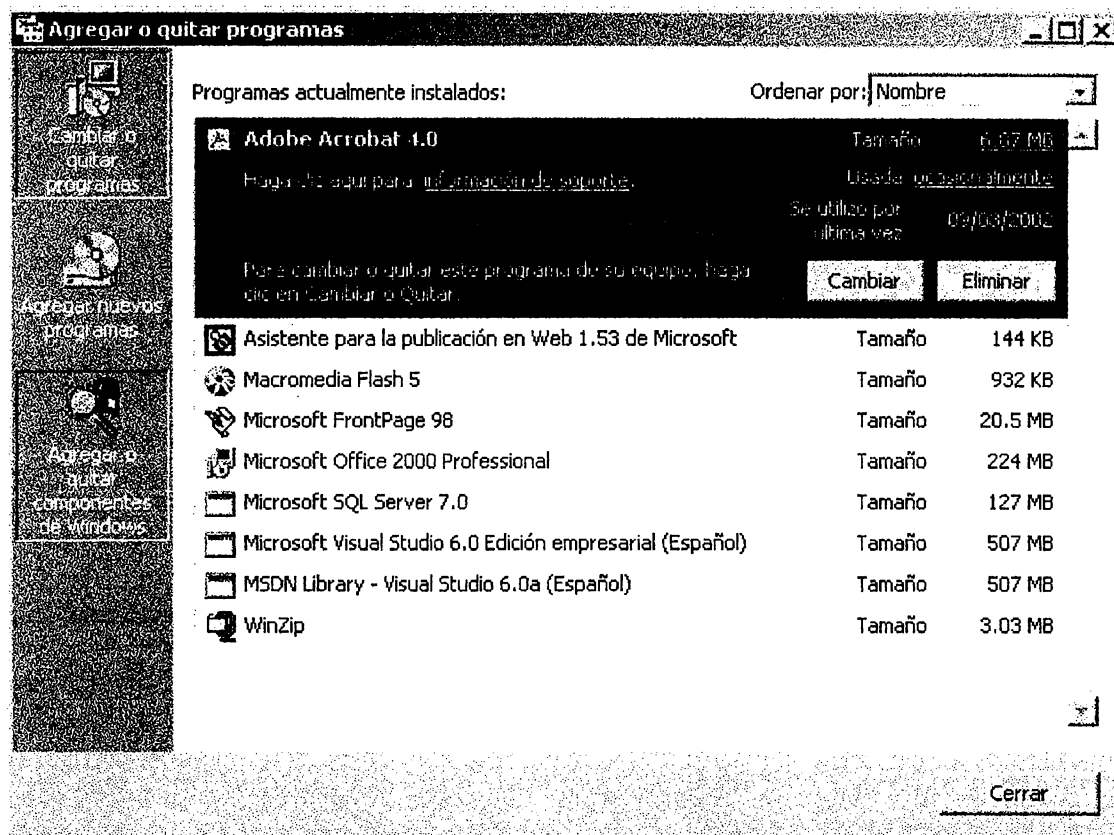 Agregar o quitar programas
Cambiar o
quitar
programas
Agregar nuevos
programas
Agregar o
quitar
componentes
de Windows
Programas actualmente instalados:
Ordenar por: Nombre
Adobe Acrobat 4.0 Tamaño 6.67 MB
Haga clic aquí para información de soporte. Usada ocasionalmente
Se utilizó por
última vez 09/03/2002
Para cambiar o quitar este programa de su equipo, haga
clic en Cambiar o Quitar.
Cambiar Eliminar
Asistente para la publicación en Web 1.53 de Microsoft Tamaño 144 KB
Macromedia Flash 5 Tamaño 932 KB
Microsoft FrontPage 98 Tamaño 20.5 MB
Microsoft Office 2000 Professional Tamaño 224 MB
Microsoft SQL Server 7.0 Tamaño 127 MB
Microsoft Visual Studio 6.0 Edición empresarial (Español) Tamaño 507 MB
MSDN Library - Visual Studio 6.0a (Español) Tamaño 507 MB
WinZip Tamaño 3.03 MB
Cerrar